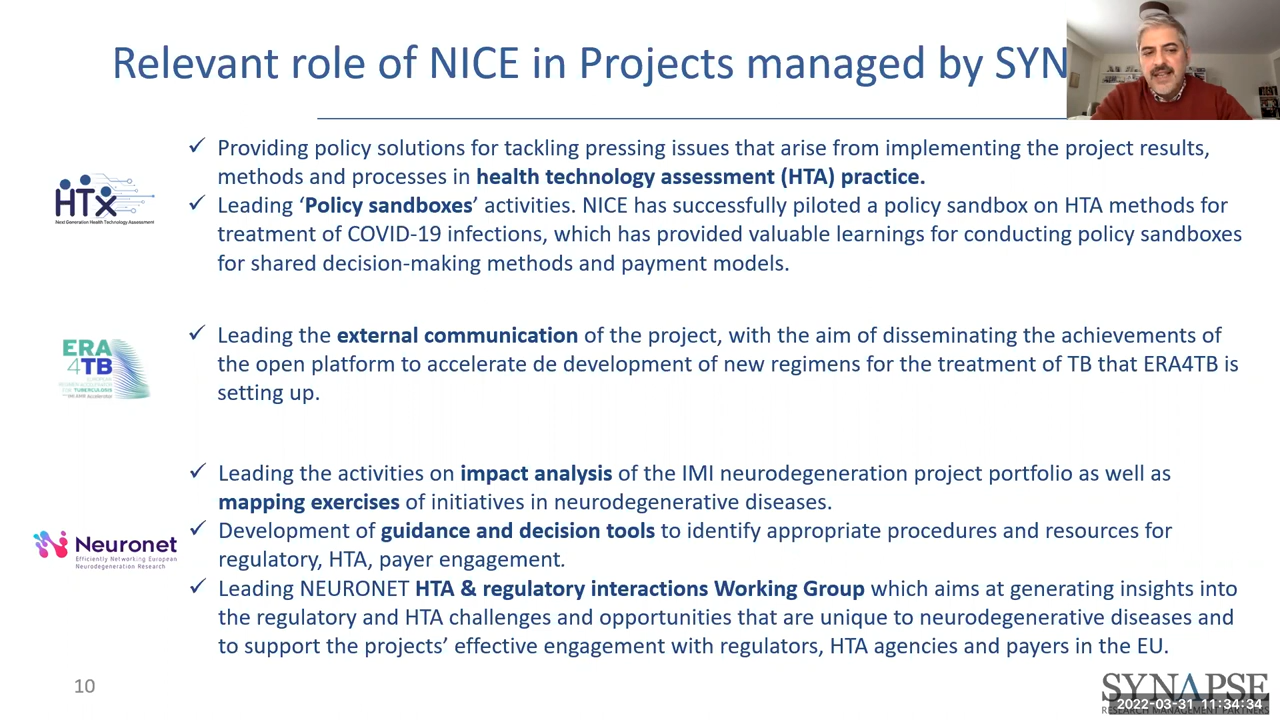 Relevant role of NICE in Projects managed by SYN
✓ Providing policy solutions for tackling pressing issues that arise from implementing the project results,
methods and processes in health technology assessment (HTA) practice.
HTx
Next Generation Health Technology Assessment
✓ Leading ‘Policy sandboxes’ activities. NICE has successfully piloted a policy sandbox on HTA methods for
treatment of COVID-19 infections, which has provided valuable learnings for conducting policy sandboxes
for shared decision-making methods and payment models.
ERA
4TB
✓ Leading the external communication of the project, with the aim of disseminating the achievements of
the open platform to accelerate de development of new regimens for the treatment of TB that ERA4TB is
setting up.
✓ Leading the activities on impact analysis of the IMI neurodegeneration project portfolio as well as
mapping exercises of initiatives in neurodegenerative diseases.
Neuronet
Efficiently Networking European
Neurodegeneration Research
✓ Development of guidance and decision tools to identify appropriate procedures and resources for
regulatory, HTA, payer engagement.
✓ Leading NEURONET HTA & regulatory interactions Working Group which aims at generating insights into
the regulatory and HTA challenges and opportunities that are unique to neurodegenerative diseases and
to support the projects’ effective engagement with regulators, HTA agencies and payers in the EU.
10
SYNAPSE
RESEARCH MANAGEMENT PARTNERS
2022-03-31 11:34:34